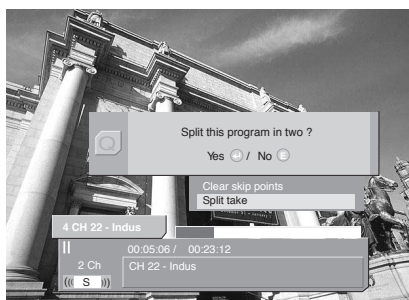 Split this program in two ?
Yes / No E
Clear skip points
Split take
4 CH 22 - Indus
00:05:06 / 00:23:12
2 Ch
CH 22 - Indus
((( S )))